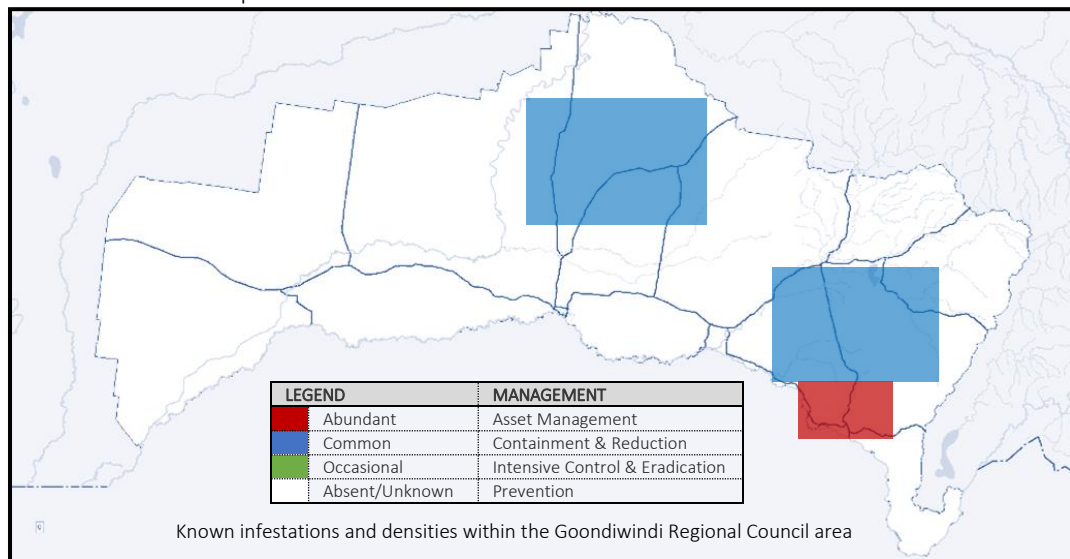 LEGEND MANAGEMENT
Abundant Asset Management
Common Containment & Reduction
Occasional Intensive Control & Eradication
Absent/Unknown Prevention
Known infestations and densities within the Goondiwindi Regional Council area